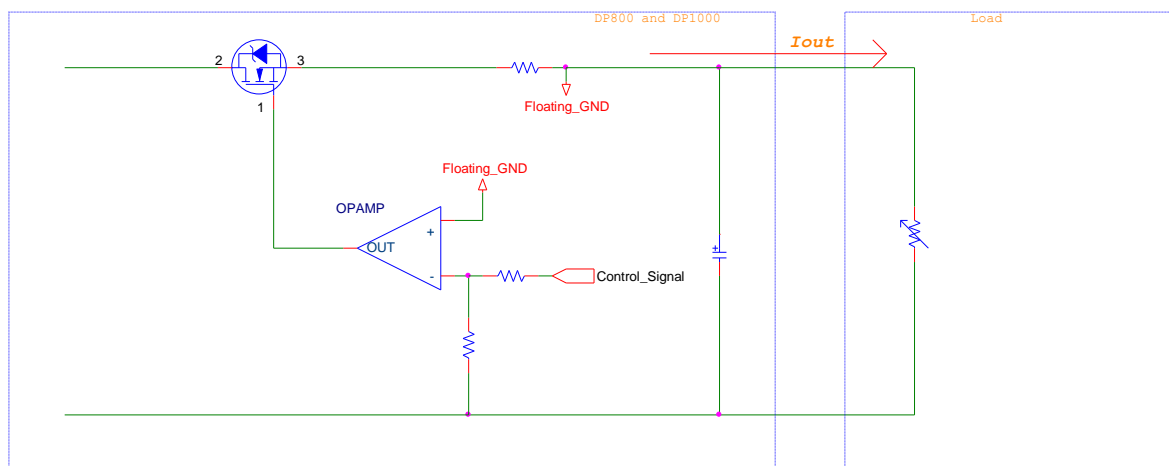 DP800 and DP1000
Load
Iout
2
3
1
Floating_GND
Floating_GND
OPAMP
+
OUT
-
Control_Signal
+